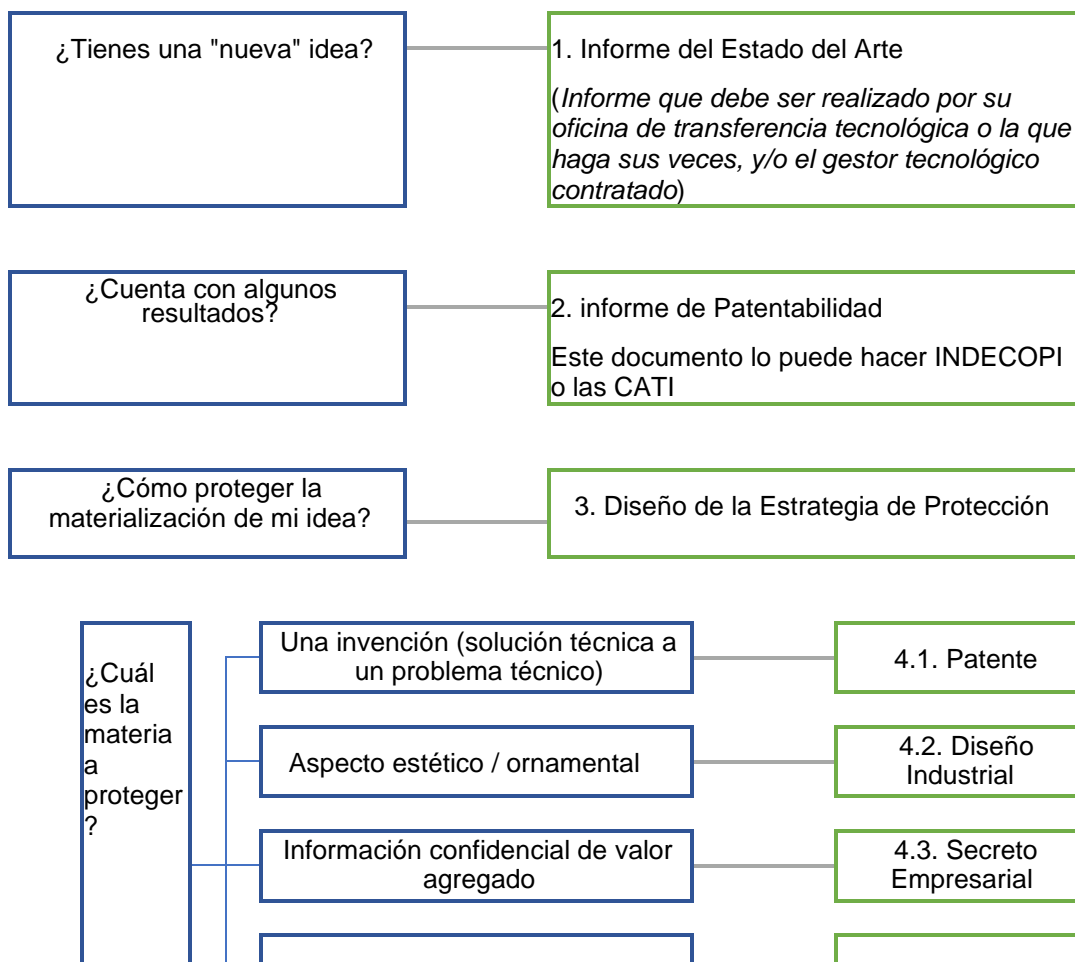 ¿Tienes una "nueva" idea?
1. Informe del Estado del Arte
(Informe que debe ser realizado por su
oficina de transferencia tecnológica o la que
haga sus veces, y/o el gestor tecnológico
contratado)
¿Cuenta con algunos
resultados?
2. informe de Patentabilidad
Este documento lo puede hacer INDECOPI
o las CATI
¿Cómo proteger la
materialización de mi idea?
3. Diseño de la Estrategia de Protección
¿Cuál
es la
materia
a
proteger
?
Una invención (solución técnica a
un problema técnico)
4.1. Patente
Aspecto estético / ornamental
4.2. Diseño
Industrial
Información confidencial de valor
agregado
4.3. Secreto
Empresarial